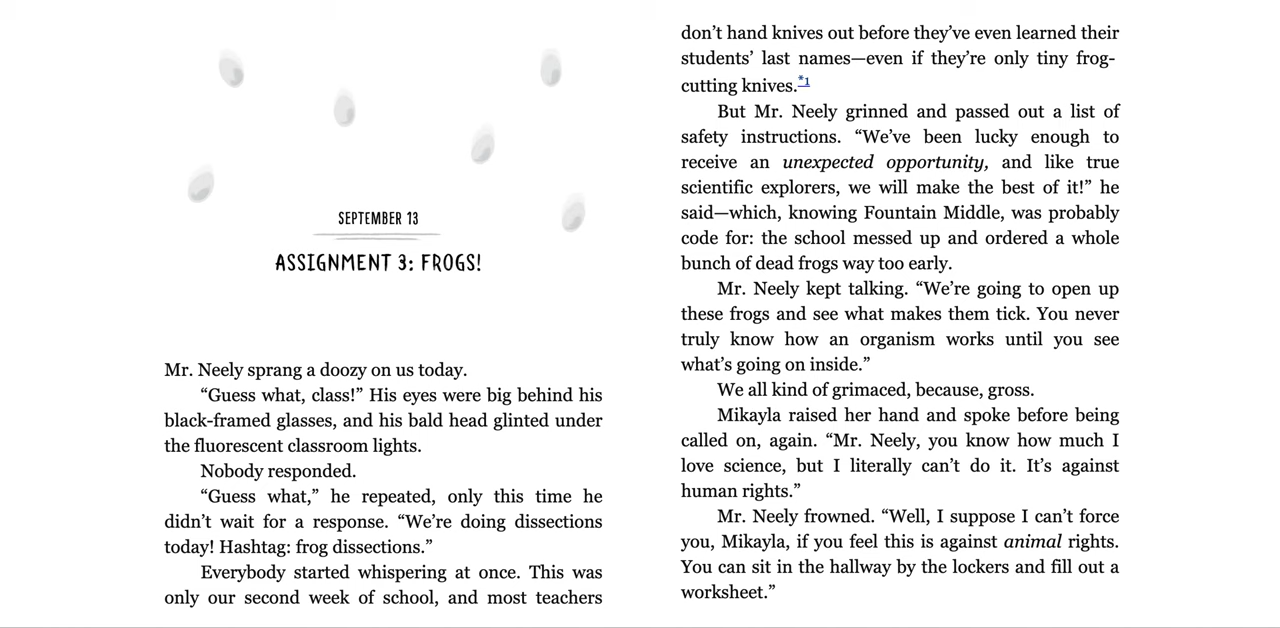 SEPTEMBER 13
ASSIGNMENT 3: FROGS!
Mr. Neely sprang a doozy on us today.
“Guess what, class!” His eyes were big behind his
black-framed glasses, and his bald head glinted under
the fluorescent classroom lights.
Nobody responded.
“Guess what,” he repeated, only this time he
didn’t wait for a response. “We’re doing dissections
today! Hashtag: frog dissections.”
Everybody started whispering at once. This was
only our second week of school, and most teachers
don’t hand knives out before they’ve even learned their
students’ last names—even if they’re only tiny frog-
cutting knives.*1
But Mr. Neely grinned and passed out a list of
safety instructions. “We’ve been lucky enough to
receive an unexpected opportunity, and like true
scientific explorers, we will make the best of it!” he
said—which, knowing Fountain Middle, was probably
code for: the school messed up and ordered a whole
bunch of dead frogs way too early.
Mr. Neely kept talking. “We’re going to open up
these frogs and see what makes them tick. You never
truly know how an organism works until you see
what’s going on inside.”
We all kind of grimaced, because, gross.
Mikayla raised her hand and spoke before being
called on, again. “Mr. Neely, you know how much I
love science, but I literally can’t do it. It’s against
human rights.”
Mr. Neely frowned. “Well, I suppose I can’t force
you, Mikayla, if you feel this is against animal rights.
You can sit in the hallway by the lockers and fill out a
worksheet.”